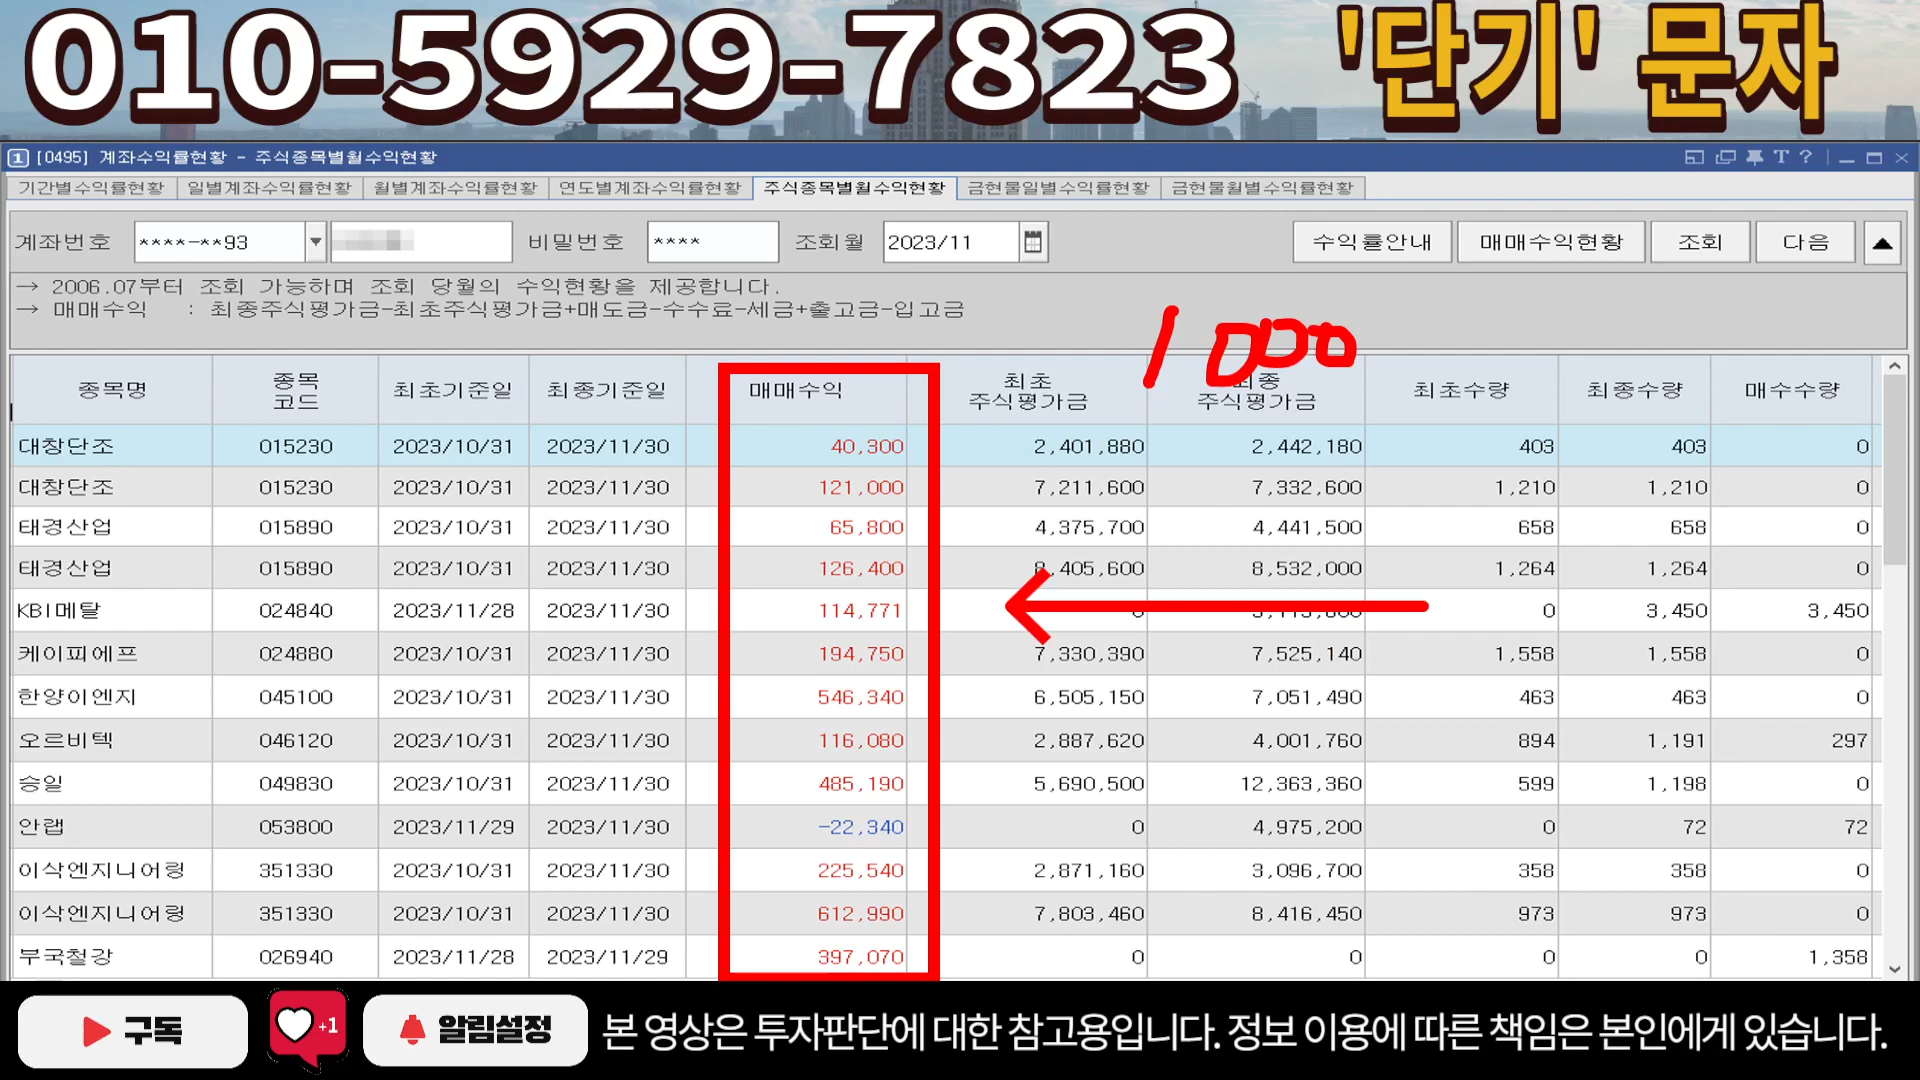 010-5929-7823 '단기' 문자
1 [0495] 계좌수익률현황 - 주식종목별월수익현황 T ?
기간별수익률현황 일별계좌수익률현황 월별계좌수익률현황 연도별계좌수익률현황 주식종목별월수익현황 금현물일별수익률현황 금현물월별수익률현황
계좌번호 ****-**93 비밀번호 **** 조회월 2023/11 수익률안내 매매수익현황 조회 다음
→ 2006.07부터 조회 가능하며 조회 당월의 수익현황을 제공합니다.
→ 매매수익 : 최종주식평가금-최초주식평가금+매도금-수수료-세금+출고금-입고금
1000
종목명 종목코드 최초기준일 최종기준일 매매수익 최초주식평가금 최종주식평가금 최초수량 최종수량 매수수량
대창단조 015230 2023/10/31 2023/11/30 40,300 2,401,880 2,442,180 403 403 0
대창단조 015230 2023/10/31 2023/11/30 121,000 7,211,600 7,332,600 1,210 1,210 0
태경산업 015890 2023/10/31 2023/11/30 65,800 4,375,700 4,441,500 658 658 0
태경산업 015890 2023/10/31 2023/11/30 126,400 8,405,600 8,532,000 1,264 1,264 0
KBI메탈 024840 2023/11/28 2023/11/30 114,771 0 0 3,450 3,450
케이피에프 024880 2023/10/31 2023/11/30 194,750 7,330,390 7,525,140 1,558 1,558 0
한양이엔지 045100 2023/10/31 2023/11/30 546,340 6,505,150 7,051,490 463 463 0
오르비텍 046120 2023/10/31 2023/11/30 116,080 2,887,620 4,001,760 894 1,191 297
승일 049830 2023/10/31 2023/11/30 485,190 5,690,500 12,363,360 599 1,198 0
안랩 053800 2023/11/29 2023/11/30 -22,340 0 4,975,200 0 72 72
이삭엔지니어링 351330 2023/10/31 2023/11/30 225,540 2,871,160 3,096,700 358 358 0
이삭엔지니어링 351330 2023/10/31 2023/11/30 612,990 7,803,460 8,416,450 973 973 0
부국철강 026940 2023/11/28 2023/11/29 397,070 0 0 0 0 1,358
구독 +1 알림설정 본 영상은 투자판단에 대한 참고용입니다. 정보 이용에 따른 책임은 본인에게 있습니다.